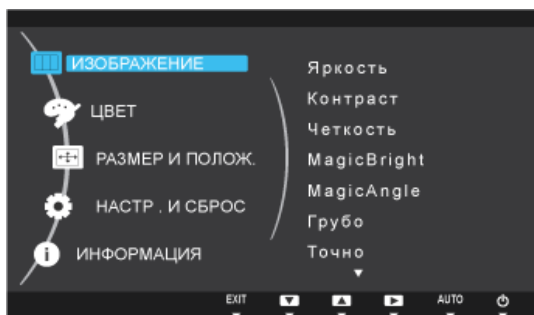 ИЗОБРАЖЕНИЕ
ЦВЕТ
РАЗМЕР И ПОЛОЖ.
НАСТР . И СБРОС
ИНФОРМАЦИЯ
Яркость
Контраст
Четкость
MagicBright
MagicAngle
Грубо
Точно
EXIT AUTO